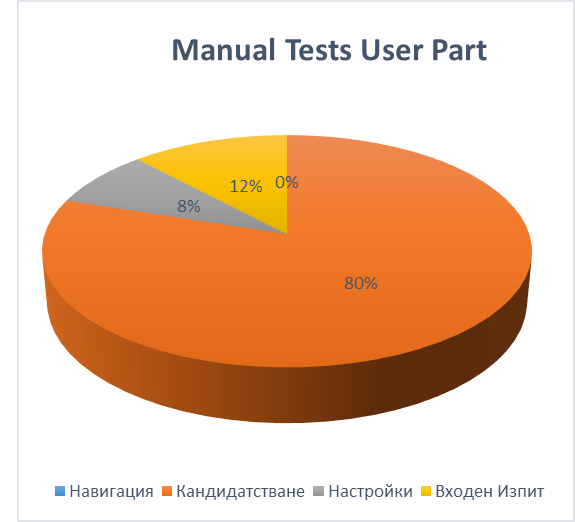 Manual Tests User Part
12%
0%
8%
80%
Навигация Кандидатстване Настройки Входен Изпит